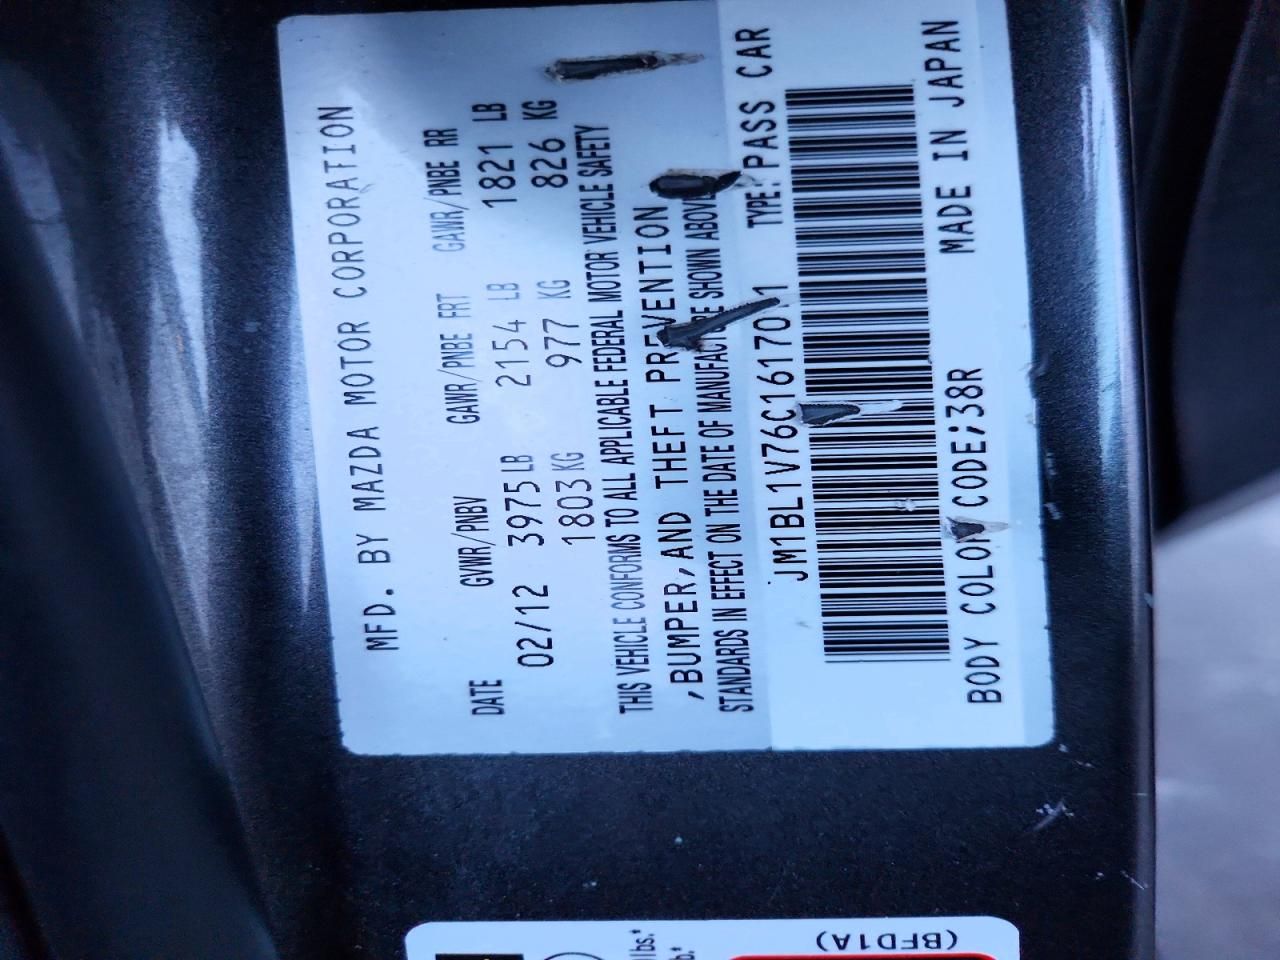 MFD. BY MAZDA MOTOR CORPORATION
DATE GVWR/PNBV GAWR/PNBE FRT GAWR/PNBE RR
02/12 3975 LB 2154 LB 1821 LB
1803 KG 977 KG 826 KG
THIS VEHICLE CONFORMS TO ALL APPLICABLE FEDERAL MOTOR VEHICLE SAFETY
,BUMPER,AND THEFT PREVENTION
STANDARDS IN EFFECT ON THE DATE OF MANUFACTURE SHOWN ABOVE
JM1BL1V76C1617011 TYPE:PASS CAR
BODY COLOR CODE;38R MADE IN JAPAN
(BFD1A)
lbs.*